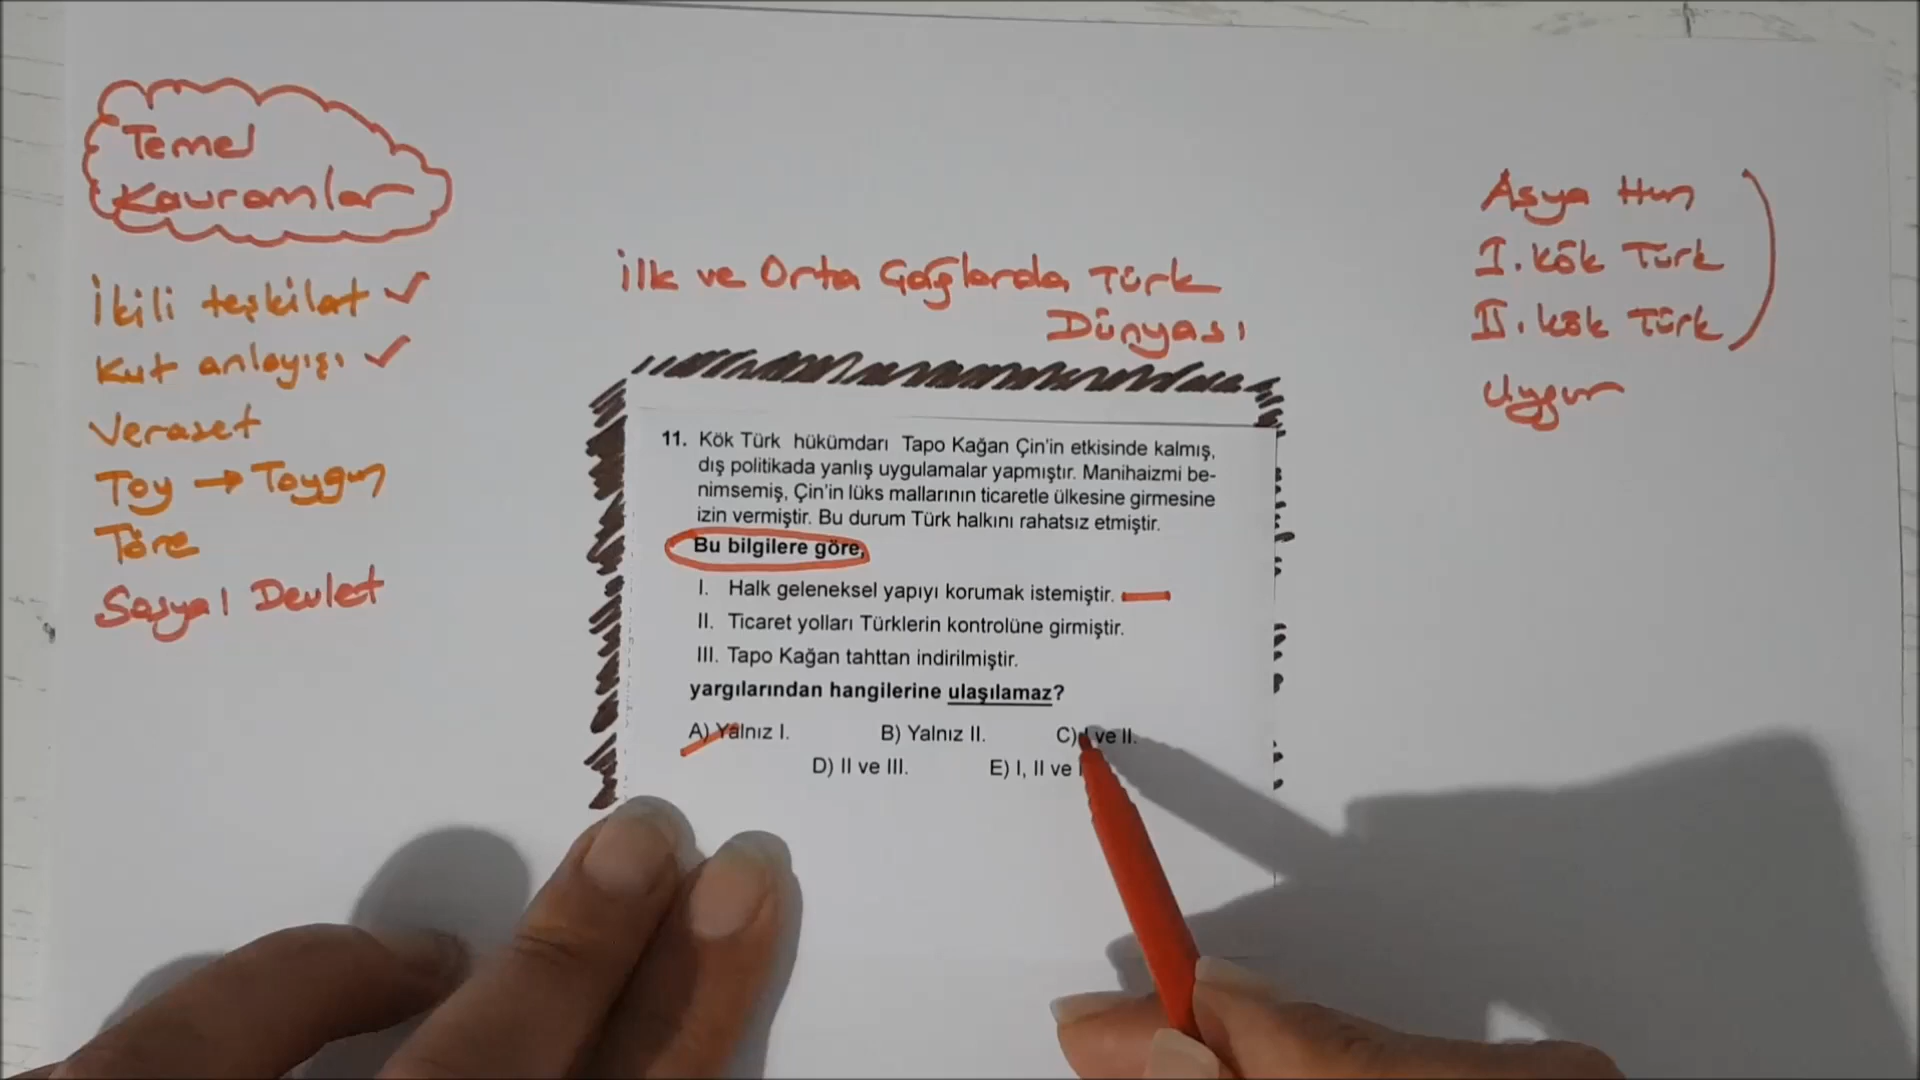 Temel
Kavramlar
İkili teşkilat ✓
Kut anlayışı ✓
Veraset
Toy → Toygun
Töre
Sosyal Devlet
İlk ve Orta Çağlarda Türk
Dünyası
Asya Hun
I. Kök Türk
II. Kök Türk
Uygur
11. Kök Türk hükümdarı Tapo Kağan Çin'in etkisinde kalmış,
dış politikada yanlış uygulamalar yapmıştır. Manihaizmi be-
nimsemiş, Çin'in lüks mallarının ticaretle ülkesine girmesine
izin vermiştir. Bu durum Türk halkını rahatsız etmiştir.
Bu bilgilere göre,
I. Halk geleneksel yapıyı korumak istemiştir.
II. Ticaret yolları Türklerin kontrolüne girmiştir.
III. Tapo Kağan tahttan indirilmiştir.
yargılarından hangilerine ulaşılamaz?
A) Yalnız I. B) Yalnız II. C) I ve II.
D) II ve III. E) I, II ve